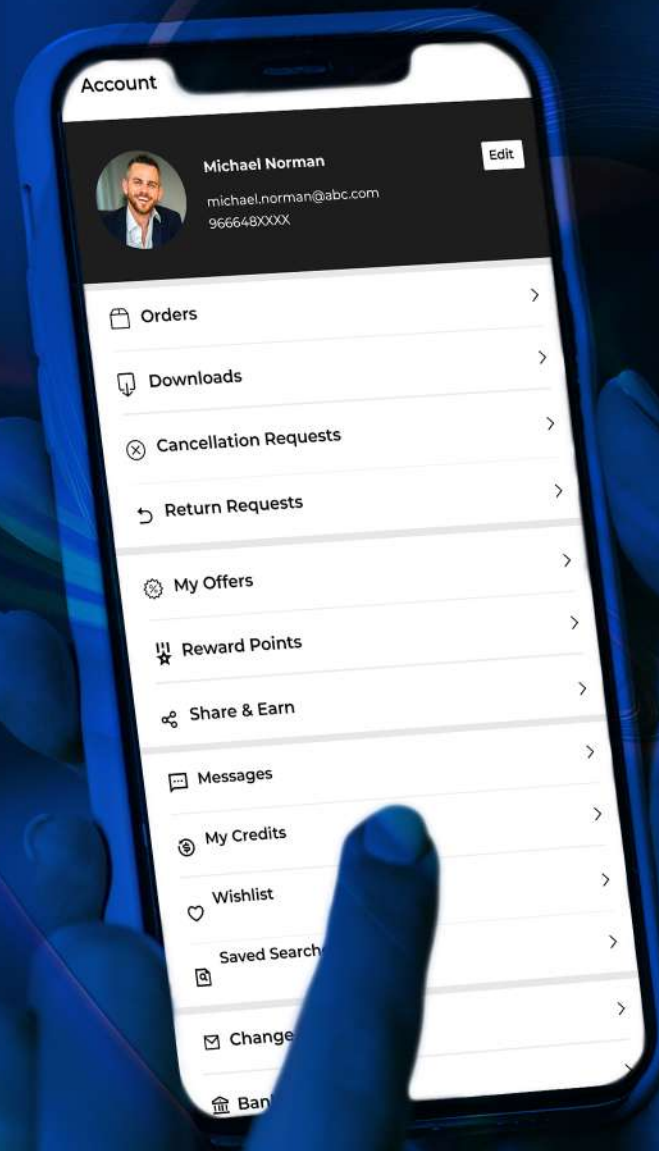 Account
Michael Norman
Edit
michael.norman@abc.com
966648XXXX
Orders
Downloads
Cancellation Requests
Return Requests
My Offers
Reward Points
Share & Earn
Messages
My Credits
Wishlist
Saved
Change